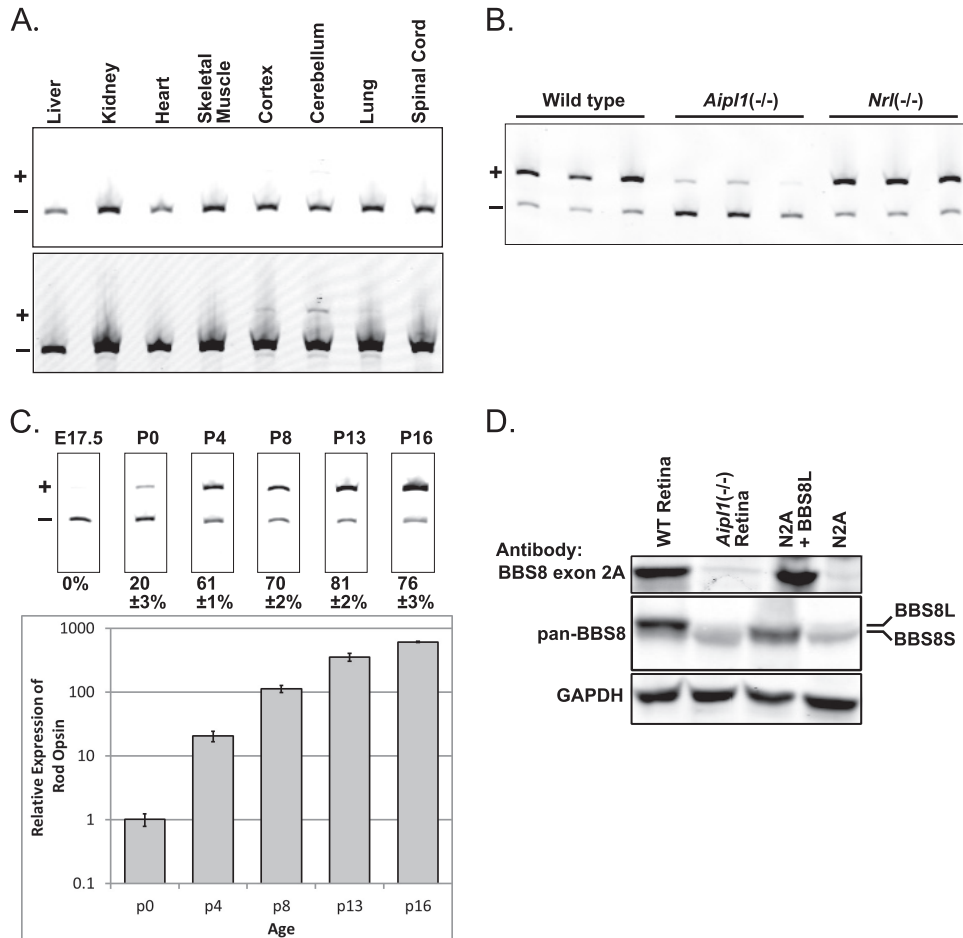 A.
Liver
Kidney
Heart
Skeletal
Muscle
Cortex
Cerebellum
Lung
Spinal Cord
+
−
+
−
B.
Wild type
Aipl1(-/-)
Nrl(-/-)
+
−
C.
E17.5
P0
P4
P8
P13
P16
+
−
0%
20
±3%
61
±1%
70
±2%
81
±2%
76
±3%
Relative Expression of
Rod Opsin
1000
100
10
1
0.1
p0
p4
p8
p13
p16
Age
D.
WT Retina
Aipl1(-/-)
Retina
N2A
+ BBS8L
N2A
Antibody:
BBS8 exon 2A
pan-BBS8
BBS8L
BBS8S
GAPDH